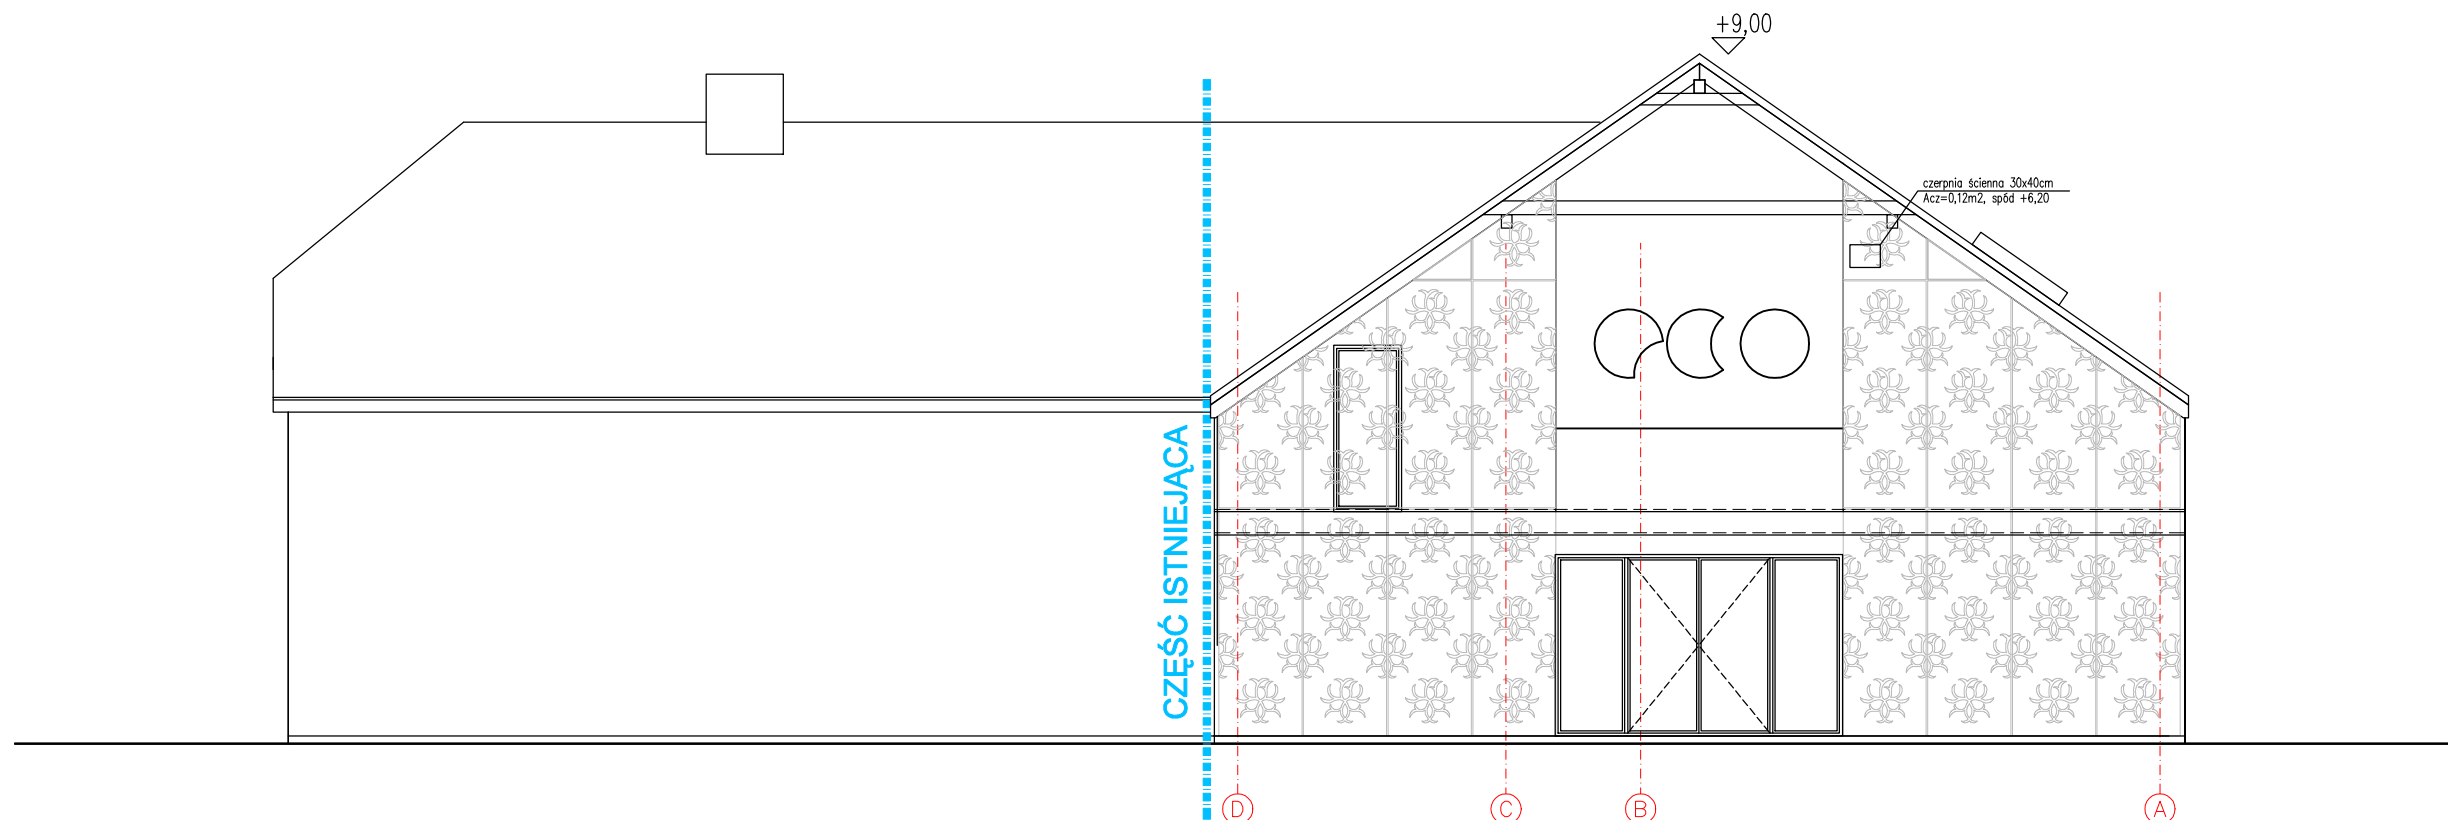 +9,00
czerpnia ścienna 30x40cm
Acz=0,12m2, spód +6,20
CZĘŚĆ ISTNIEJĄCA
D C B A